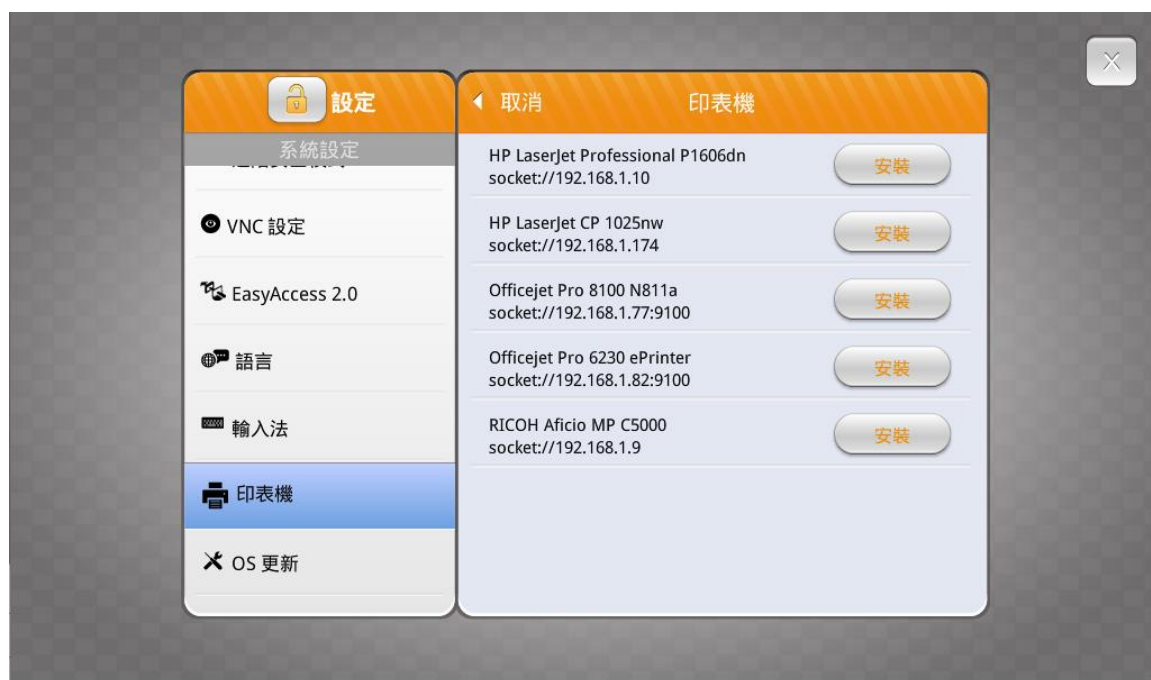 設定
系統設定
VNC 設定
EasyAccess 2.0
語言
輸入法
印表機
OS 更新
取消
印表機
HP LaserJet Professional P1606dn
socket://192.168.1.10
安裝
HP LaserJet CP 1025nw
socket://192.168.1.174
安裝
Officejet Pro 8100 N811a
socket://192.168.1.77:9100
安裝
Officejet Pro 6230 ePrinter
socket://192.168.1.82:9100
安裝
RICOH Aficio MP C5000
socket://192.168.1.9
安裝